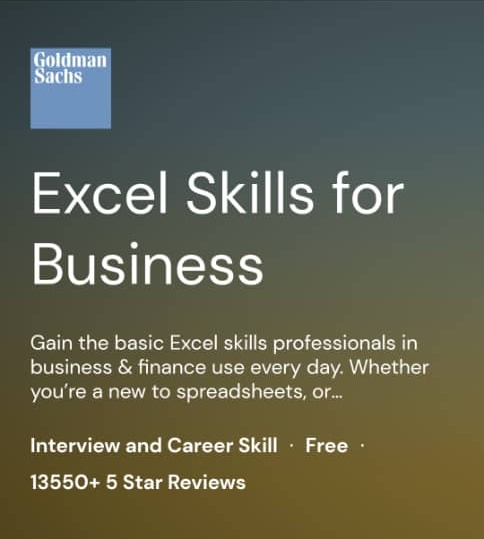 Goldman
Sachs
Excel Skills for
Business
Gain the basic Excel skills professionals in
business & finance use every day. Whether
you're a new to spreadsheets, or...
Interview and Career Skill · Free ·
13550+ 5 Star Reviews